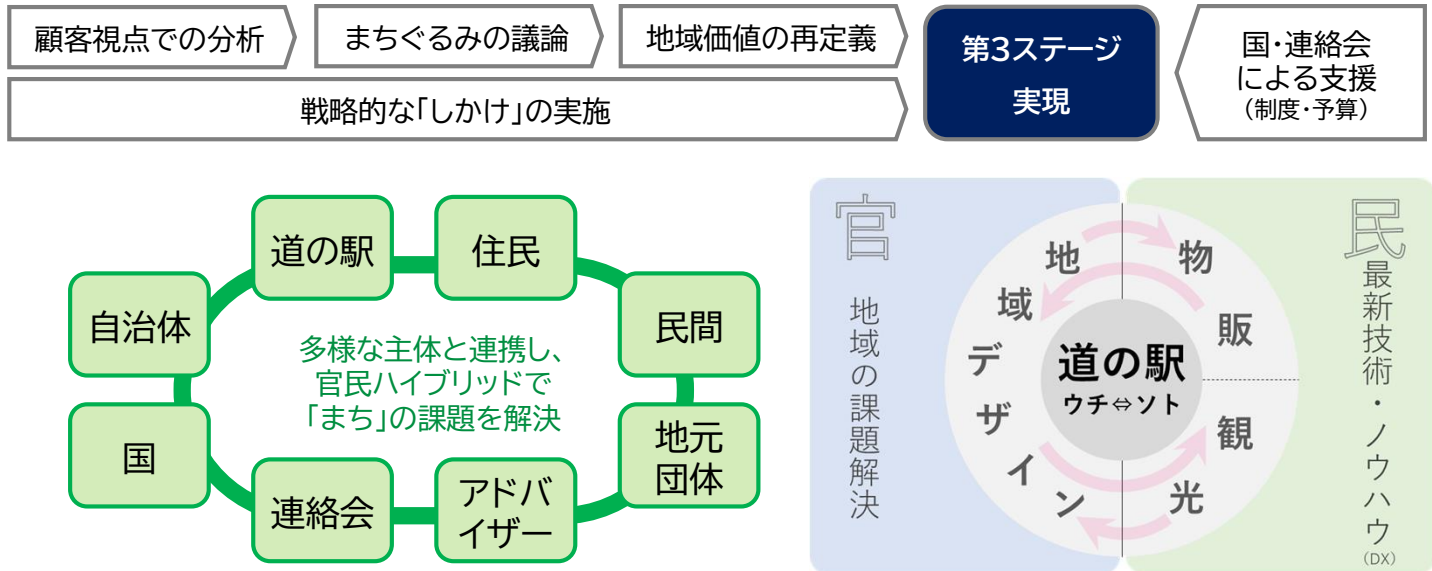 顧客視点での分析
まちぐるみの議論
地域価値の再定義
戦略的な「しかけ」の実施
第3ステージ
実現
国・連絡会
による支援
（制度・予算）
道の駅
住民
民間
地元
団体
アドバ
イザー
連絡会
国
自治体
多様な主体と連携し、
官民ハイブリッドで
「まち」の課題を解決
官
地域の課題解決
地域デザイン
物販
観光
道の駅
ウチ⇔ソト
民
最新技術・ノウハウ
(DX)